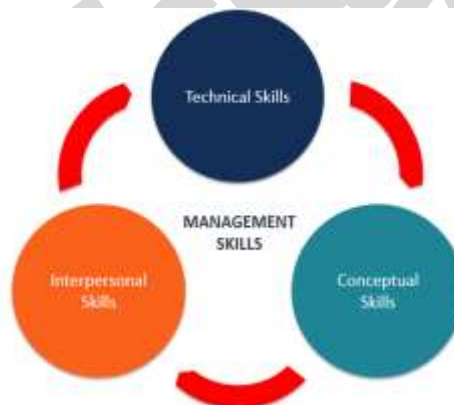 Technical Skills
MANAGEMENT
SKILLS
Interpersonal
Skills
Conceptual
Skills